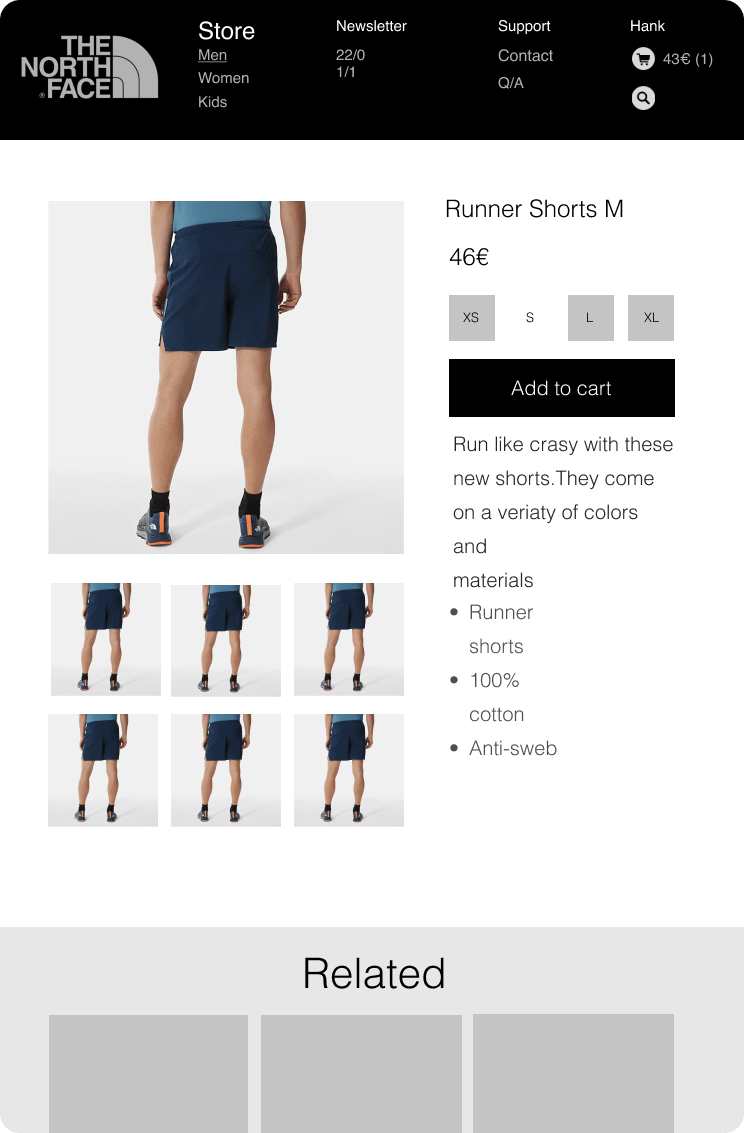 THE
NORTH
FACE
®
Store
Men
Women
Kids
Newsletter
22/0
1/1
Support
Contact
Q/A
Hank
43€ (1)
Runner Shorts M
46€
XS
S
L
XL
Add to cart
Run like crasy with these
new shorts.They come
on a veriaty of colors
and
materials
• Runner
shorts
• 100%
cotton
• Anti-sweb
Related